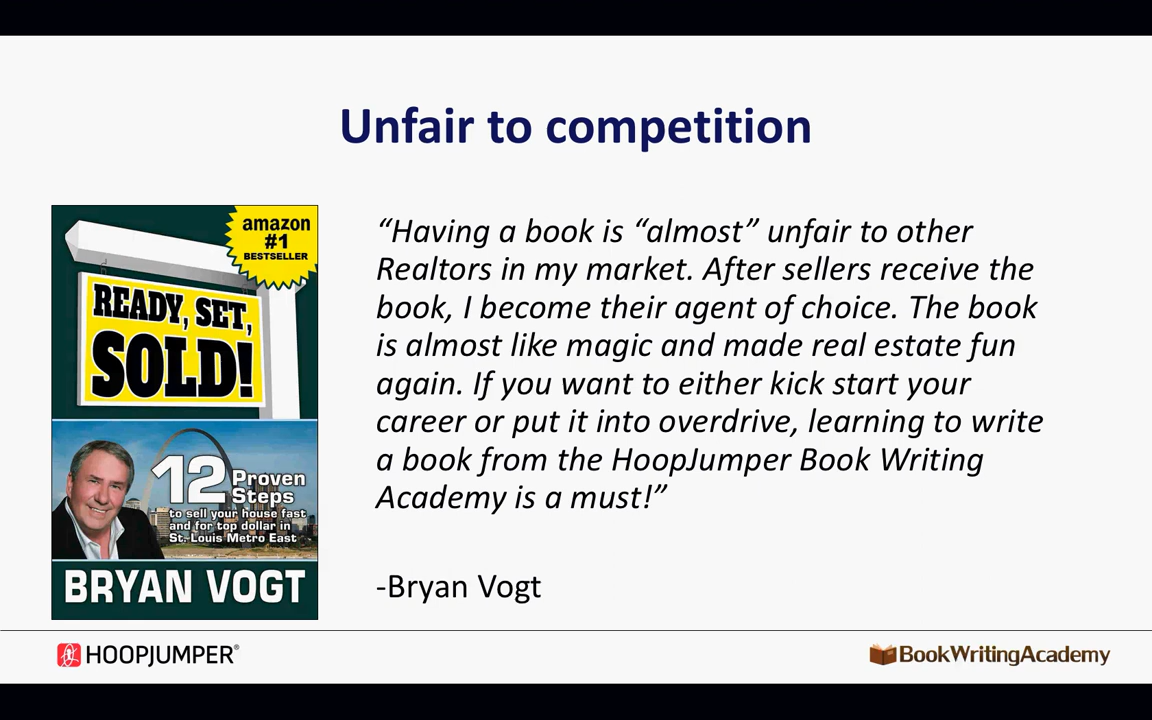 Unfair to competition
amazon
#1
BESTSELLER
READY, SET,
SOLD!
12 Proven
Steps
to sell your house fast
and for top dollar in
St. Louis Metro East
BRYAN VOGT
“Having a book is “almost” unfair to other
Realtors in my market. After sellers receive the
book, I become their agent of choice. The book
is almost like magic and made real estate fun
again. If you want to either kick start your
career or put it into overdrive, learning to write
a book from the HoopJumper Book Writing
Academy is a must!”
-Bryan Vogt
HOOPJUMPER®
BookWritingAcademy